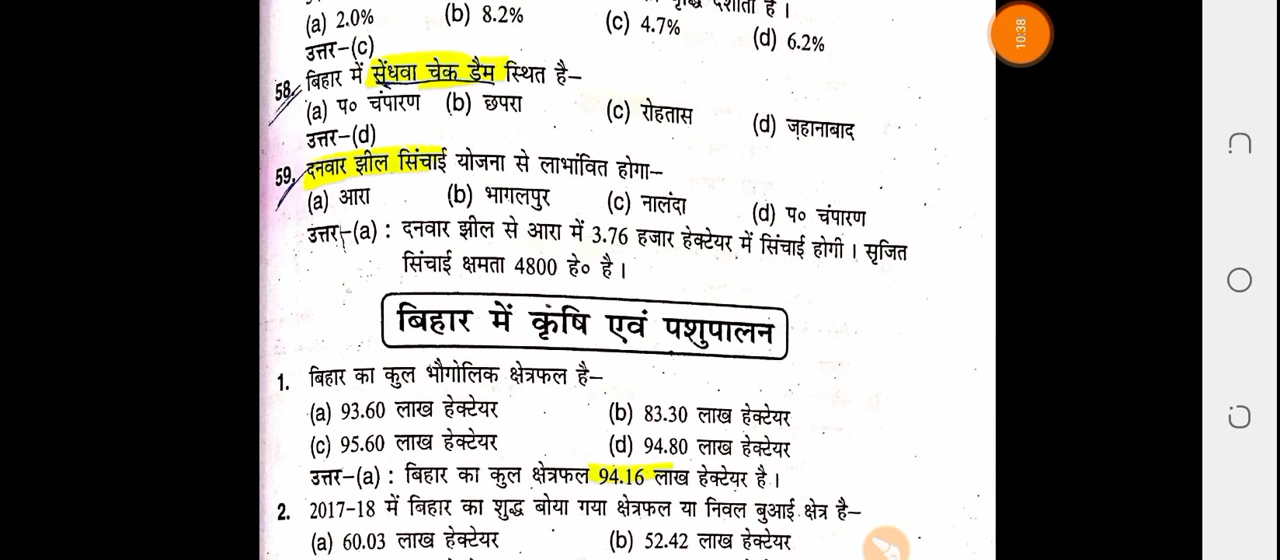 वृद्धि दर्शाता है।
(a) 2.0% (b) 8.2% (c) 4.7% (d) 6.2%
उत्तर–(c)
58. बिहार में सेंधवा चेक डैम स्थित है–
(a) प० चंपारण (b) छपरा (c) रोहतास (d) जहानाबाद
उत्तर–(d)
59. दनवार झील सिंचाई योजना से लाभांवित होगा–
(a) आरा (b) भागलपुर (c) नालंदा (d) प० चंपारण
उत्तर–(a) : दनवार झील से आरा में 3.76 हजार हेक्टेयर में सिंचाई होगी। सृजित
सिंचाई क्षमता 4800 हे० है।
बिहार में कृषि एवं पशुपालन
1. बिहार का कुल भौगोलिक क्षेत्रफल है–
(a) 93.60 लाख हेक्टेयर (b) 83.30 लाख हेक्टेयर
(c) 95.60 लाख हेक्टेयर (d) 94.80 लाख हेक्टेयर
उत्तर–(a) : बिहार का कुल क्षेत्रफल 94.16 लाख हेक्टेयर है।
2. 2017-18 में बिहार का शुद्ध बोया गया क्षेत्रफल या निवल बुआई क्षेत्र है–
(a) 60.03 लाख हेक्टेयर (b) 52.42 लाख हेक्टेयर
10:38